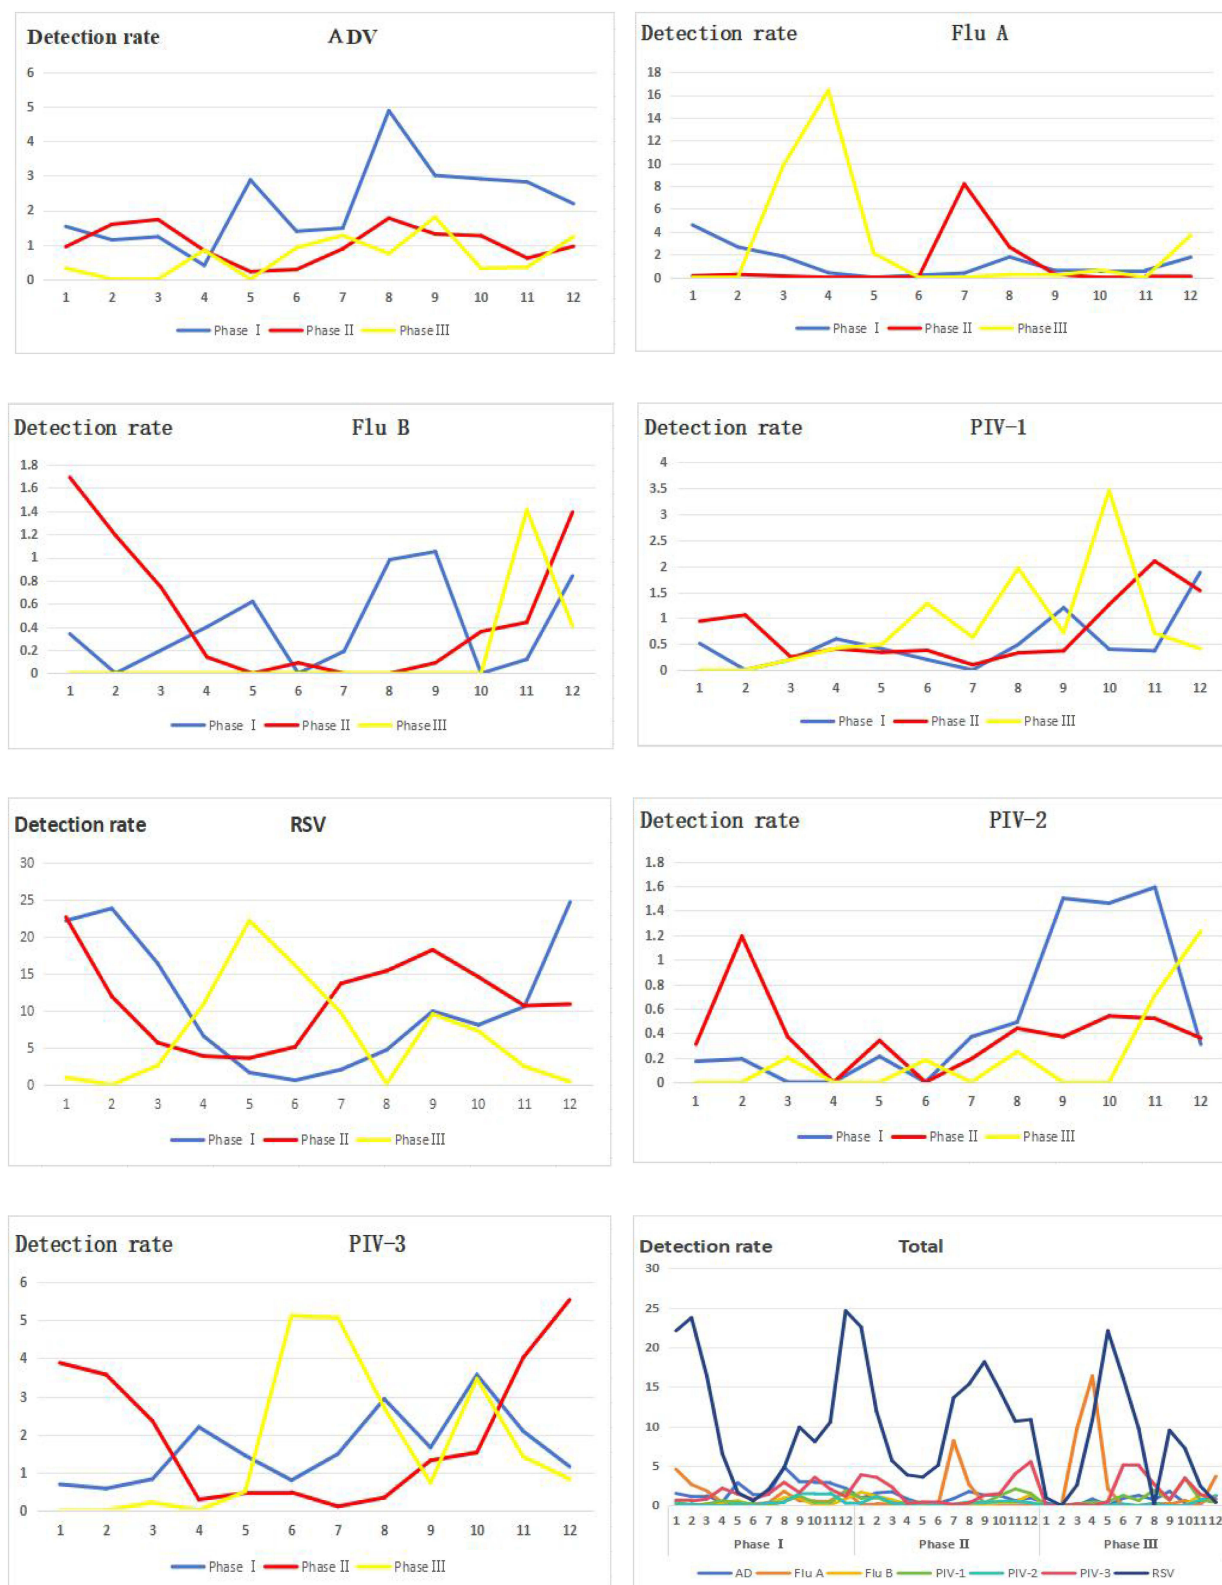 Detection rate ADV
6
5
4
3
2
1
0
1 2 3 4 5 6 7 8 9 10 11 12
Phase Ⅰ Phase Ⅱ Phase Ⅲ
Detection rate Flu A
18
16
14
12
10
8
6
4
2
0
1 2 3 4 5 6 7 8 9 10 11 12
Phase Ⅰ Phase Ⅱ Phase Ⅲ
Detection rate Flu B
1.8
1.6
1.4
1.2
1
0.8
0.6
0.4
0.2
0
1 2 3 4 5 6 7 8 9 10 11 12
Phase Ⅰ Phase Ⅱ Phase Ⅲ
Detection rate PIV-1
4
3.5
3
2.5
2
1.5
1
0.5
0
1 2 3 4 5 6 7 8 9 10 11 12
Phase Ⅰ Phase Ⅱ Phase Ⅲ
Detection rate RSV
30
25
20
15
10
5
0
1 2 3 4 5 6 7 8 9 10 11 12
Phase Ⅰ Phase Ⅱ Phase Ⅲ
Detection rate PIV-2
1.8
1.6
1.4
1.2
1
0.8
0.6
0.4
0.2
0
1 2 3 4 5 6 7 8 9 10 11 12
Phase Ⅰ Phase Ⅱ Phase Ⅲ
Detection rate PIV-3
6
5
4
3
2
1
0
1 2 3 4 5 6 7 8 9 10 11 12
Phase Ⅰ Phase Ⅱ Phase Ⅲ
Detection rate Total
30
25
20
15
10
5
0
1 2 3 4 5 6 7 8 9 10 11 12 1 2 3 4 5 6 7 8 9 10 11 12 1 2 3 4 5 6 7 8 9 10 11 12
Phase Ⅰ Phase Ⅱ Phase Ⅲ
AD Flu A Flu B PIV-1 PIV-2 PIV-3 RSV